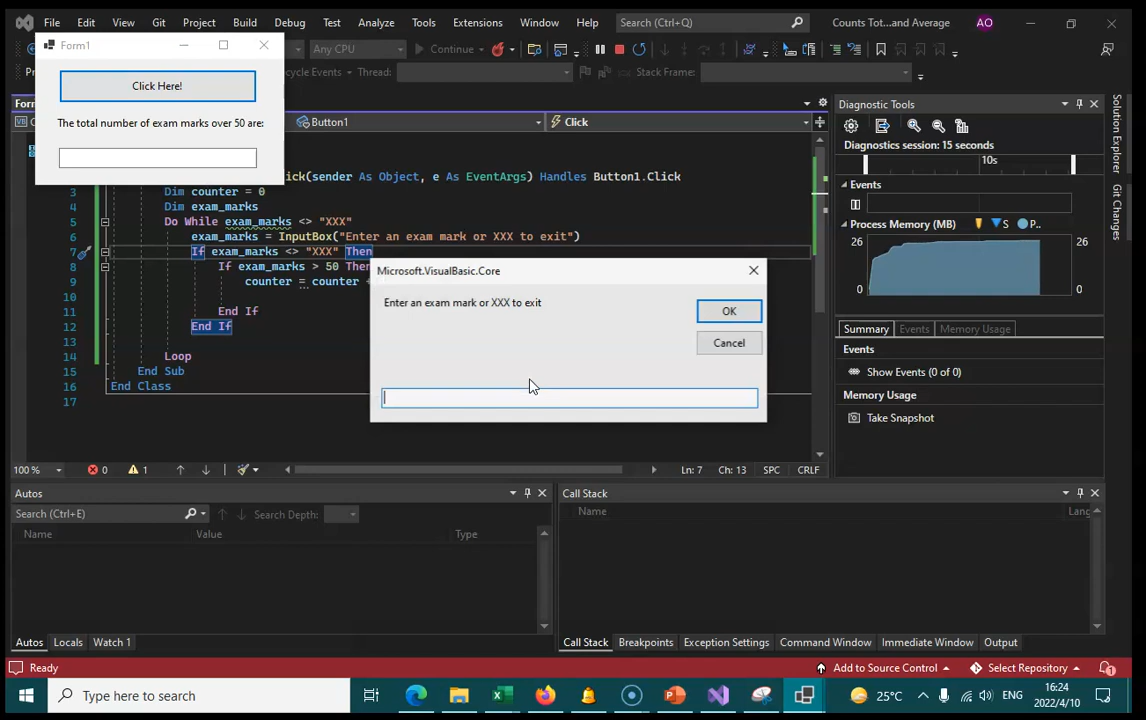 File Edit View Git Project Build Debug Test Analyze Tools Extensions Window Help Search (Ctrl+Q) Counts Tot...and Average AO
Form1
Any CPU Continue
Click Here!
cycle Events Thread: Stack Frame:
The total number of exam marks over 50 are:
Form
Button1 Click
ick(sender As Object, e As EventArgs) Handles Button1.Click
3 Dim counter = 0
4 Dim exam_marks
5 Do While exam_marks <> "XXX"
6 exam_marks = InputBox("Enter an exam mark or XXX to exit")
7 If exam_marks <> "XXX" Then
8 If exam_marks > 50 Then
9 counter = counter +
10
11 End If
12 End If
13
14 Loop
15 End Sub
16 End Class
17
Microsoft.VisualBasic.Core
Enter an exam mark or XXX to exit
OK
Cancel
100 % 0 1 Ln: 7 Ch: 13 SPC CRLF
Diagnostic Tools
Diagnostics session: 15 seconds
10s
Events
Process Memory (MB) P..
26 26
0 0
Summary Events Memory Usage
Events
Show Events (0 of 0)
Memory Usage
Take Snapshot
Solution Explorer
Git Changes
Autos
Search (Ctrl+E) Search Depth:
Name Value Type
Autos Locals Watch 1
Call Stack
Name Lang
Call Stack Breakpoints Exception Settings Command Window Immediate Window Output
Ready Add to Source Control Select Repository 1
Type here to search 25°C ENG 16:24
2022/4/10